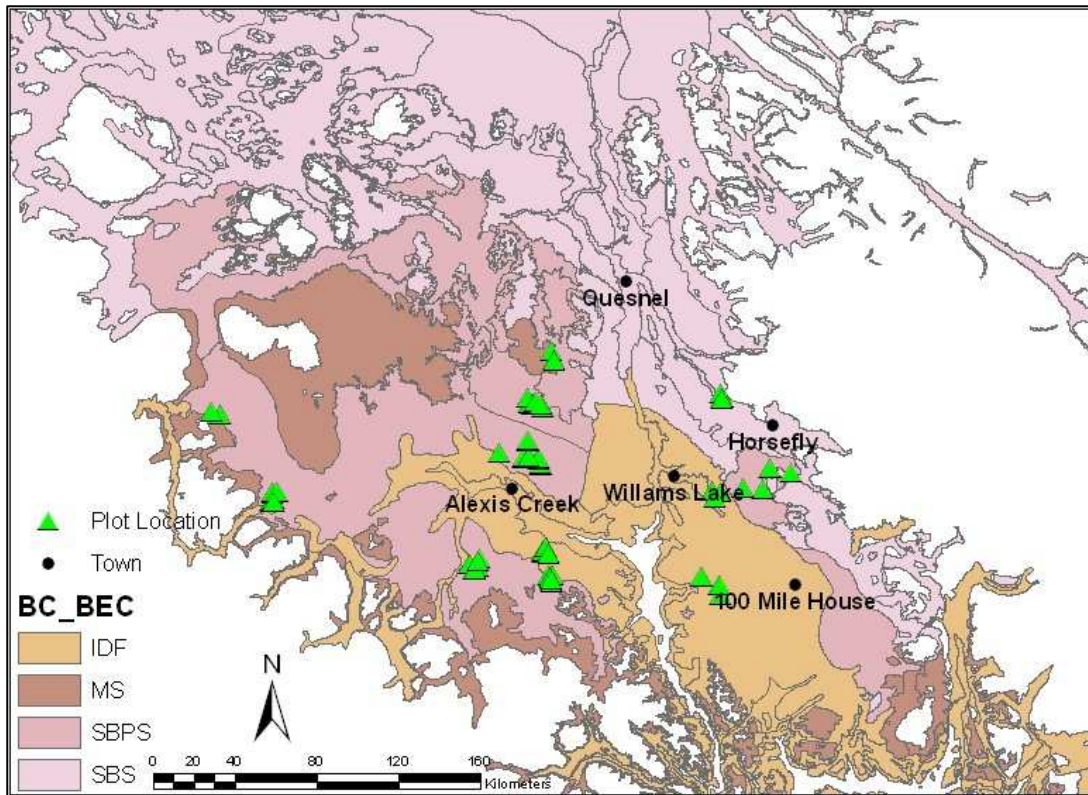 Quesnel
Horsefly
Willams Lake
Alexis Creek
100 Mile House
Plot Location
Town
BC_BEC
IDF
MS
SBPS
SBS
N
0 20 40 80 120 160
Kilometers